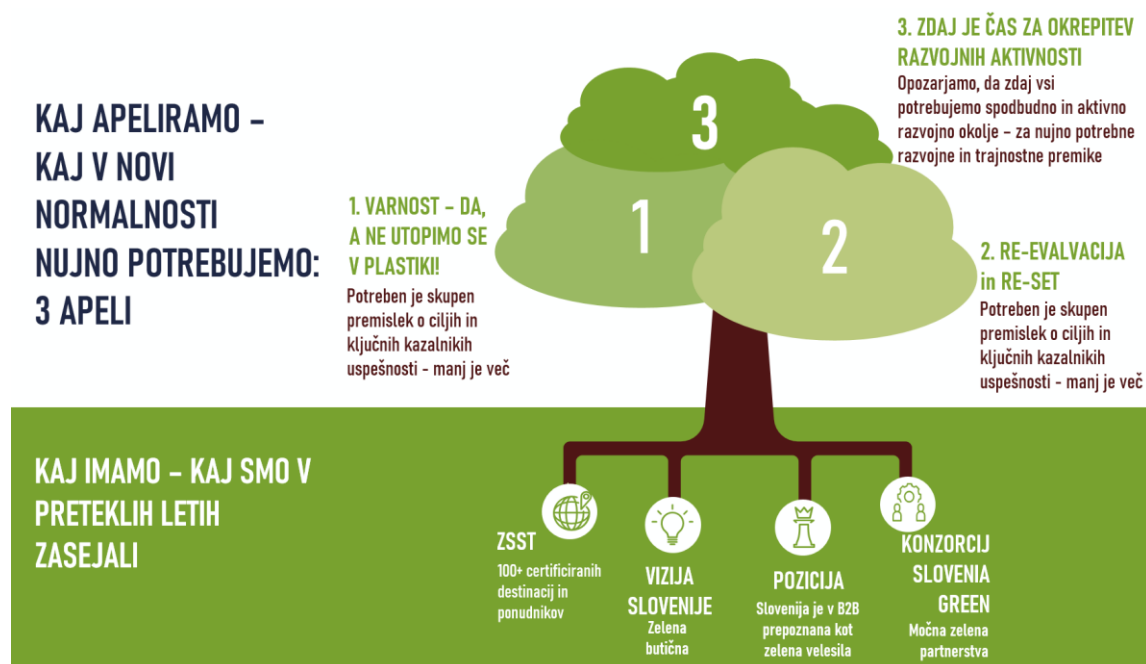 KAJ APELIRAMO –
KAJ V NOVI
NORMALNOSTI
NUJNO POTREBUJEMO:
3 APELI
1. VARNOST – DA,
A NE UTOPIMO SE
V PLASTIKI!
Potreben je skupen
premislek o ciljih in
ključnih kazalnikih
uspešnosti - manj je več
3
1
2
3. ZDAJ JE ČAS ZA OKREPITEV
RAZVOJNIH AKTIVNOSTI
Opozarjamo, da zdaj vsi
potrebujemo spodbudno in aktivno
razvojno okolje – za nujno potrebne
razvojne in trajnostne premike
2. RE-EVALVACIJA
in RE-SET
Potreben je skupen
premislek o ciljih in
ključnih kazalnikih
uspešnosti - manj je več
KAJ IMAMO – KAJ SMO V
PRETEKLIH LETIH
ZASEJALI
ZSST
100+ certificiranih
destinacij in
ponudnikov
VIZIJA
SLOVENIJE
Zelena
butična
POZICIJA
Slovenija je v B2B
prepoznana kot
zelena velesila
KONZORCIJ
SLOVENIA
GREEN
Močna zelena
partnerstva